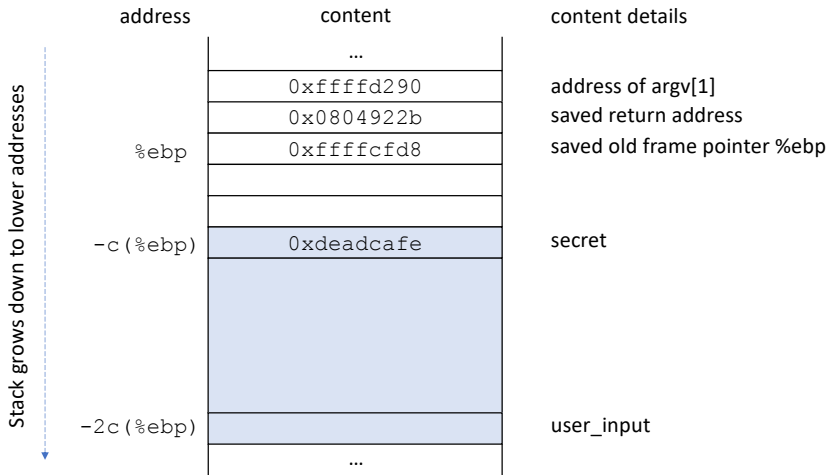 address content content details
…
0xffffd290 address of argv[1]
0x0804922b saved return address
%ebp 0xffffcfd8 saved old frame pointer %ebp
-c(%ebp) 0xdeadcafe secret
-2c(%ebp) user_input
…
Stack grows down to lower addresses